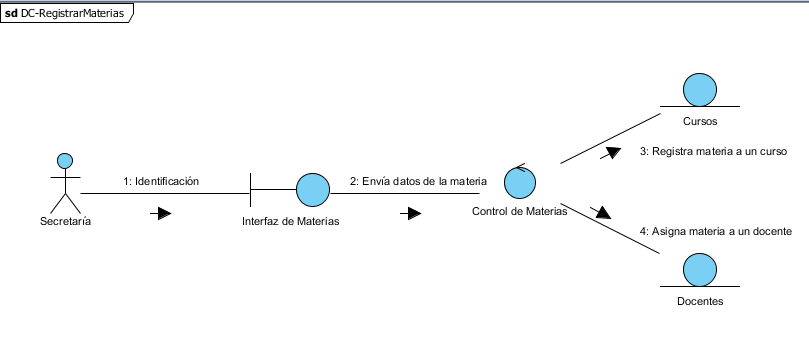 sd DC-RegistrarMaterias
Cursos
1: Identificación
2: Envía datos de la materia
3: Registra materia a un curso
Secretaría
Interfaz de Materias
Control de Materias
4: Asigna materia a un docente
Docentes